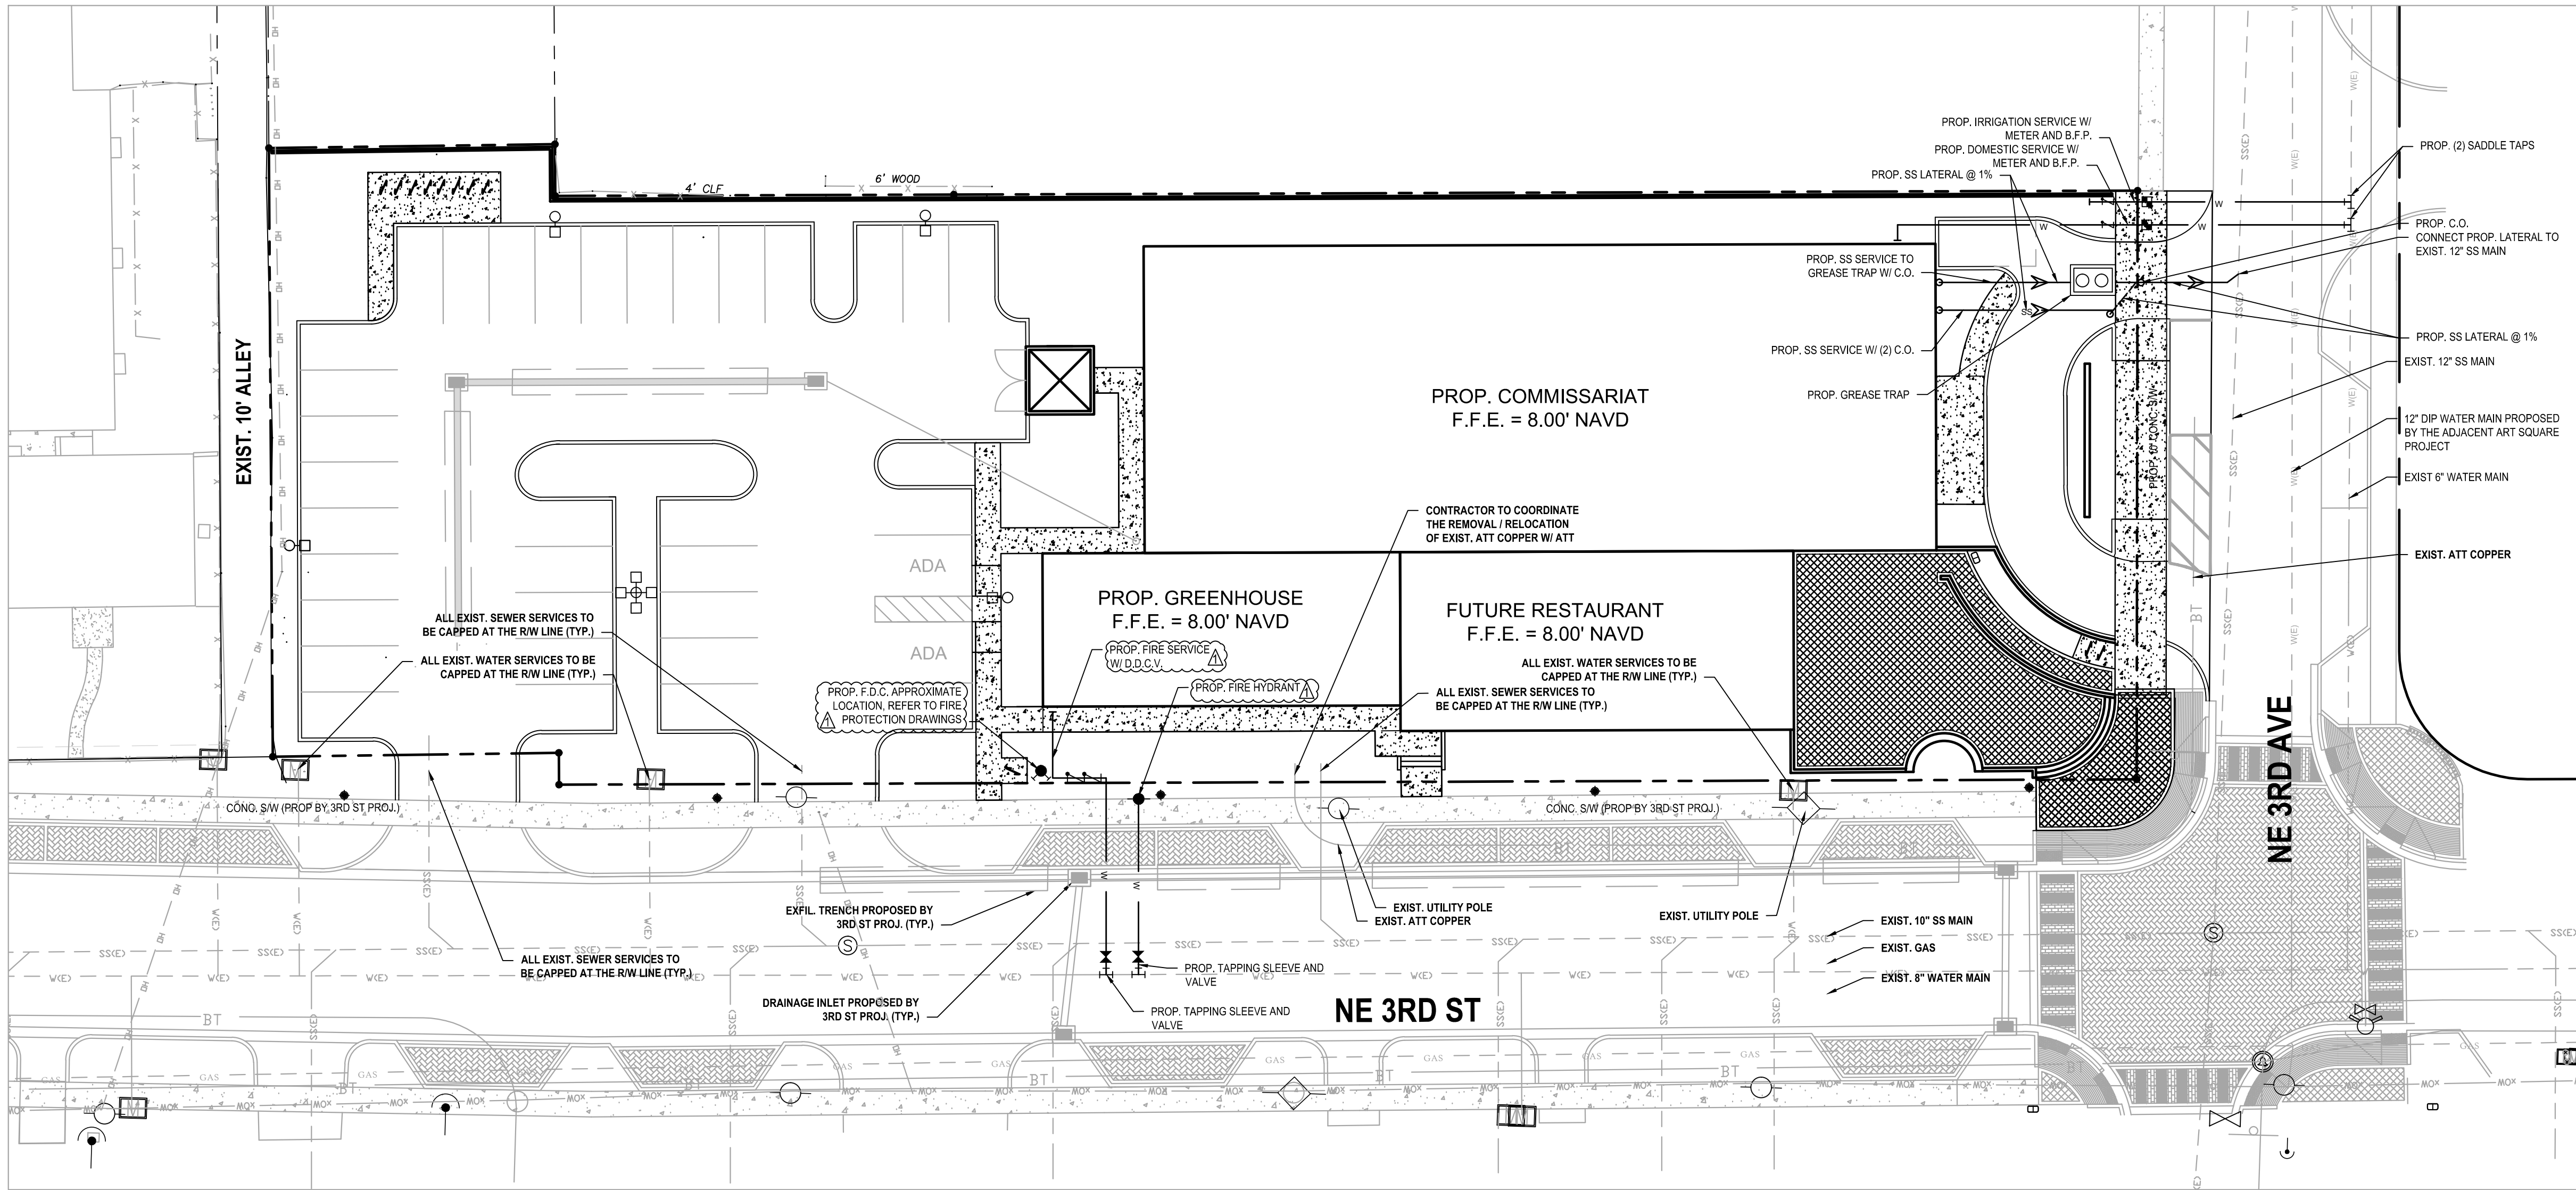 PROP. IRRIGATION SERVICE W/
METER AND B.F.P.
PROP. DOMESTIC SERVICE W/
METER AND B.F.P.
PROP. SS LATERAL @ 1%
PROP. (2) SADDLE TAPS
4' CLF
6' WOOD
PROP. C.O.
CONNECT PROP. LATERAL TO
EXIST. 12" SS MAIN
PROP. SS SERVICE TO
GREASE TRAP W/ C.O.
PROP. SS SERVICE W/ (2) C.O.
PROP. GREASE TRAP
PROP. SS LATERAL @ 1%
EXIST. 12" SS MAIN
12" DIP WATER MAIN PROPOSED
BY THE ADJACENT ART SQUARE
PROJECT
EXIST 6" WATER MAIN
EXIST. ATT COPPER
EXIST. 10' ALLEY
PROP. COMMISSARIAT
F.F.E. = 8.00' NAVD
PROP. 10' CONC. S/W
CONTRACTOR TO COORDINATE
THE REMOVAL / RELOCATION
OF EXIST. ATT COPPER W/ ATT
ADA
ADA
PROP. GREENHOUSE
F.F.E. = 8.00' NAVD
FUTURE RESTAURANT
F.F.E. = 8.00' NAVD
ALL EXIST. SEWER SERVICES TO
BE CAPPED AT THE R/W LINE (TYP.)
ALL EXIST. WATER SERVICES TO BE
CAPPED AT THE R/W LINE (TYP.)
PROP. FIRE SERVICE
W/ D.D.C.V.
1
PROP. FIRE HYDRANT
1
PROP. F.D.C. APPROXIMATE
LOCATION, REFER TO FIRE
PROTECTION DRAWINGS
1
ALL EXIST. WATER SERVICES TO BE
CAPPED AT THE R/W LINE (TYP.)
ALL EXIST. SEWER SERVICES TO
BE CAPPED AT THE R/W LINE (TYP.)
CONC. S/W (PROP BY 3RD ST PROJ.)
CONC. S/W (PROP BY 3RD ST PROJ.)
NE 3RD AVE
EXFIL. TRENCH PROPOSED BY
3RD ST PROJ. (TYP.)
EXIST. UTILITY POLE
EXIST. ATT COPPER
EXIST. UTILITY POLE
EXIST. 10" SS MAIN
EXIST. GAS
EXIST. 8" WATER MAIN
ALL EXIST. SEWER SERVICES TO
BE CAPPED AT THE R/W LINE (TYP.)
PROP. TAPPING SLEEVE AND
VALVE
DRAINAGE INLET PROPOSED BY
3RD ST PROJ. (TYP.)
PROP. TAPPING SLEEVE AND
VALVE
NE 3RD ST
SS(E)
W(E)
BT
GAS
OH
W
SS
S